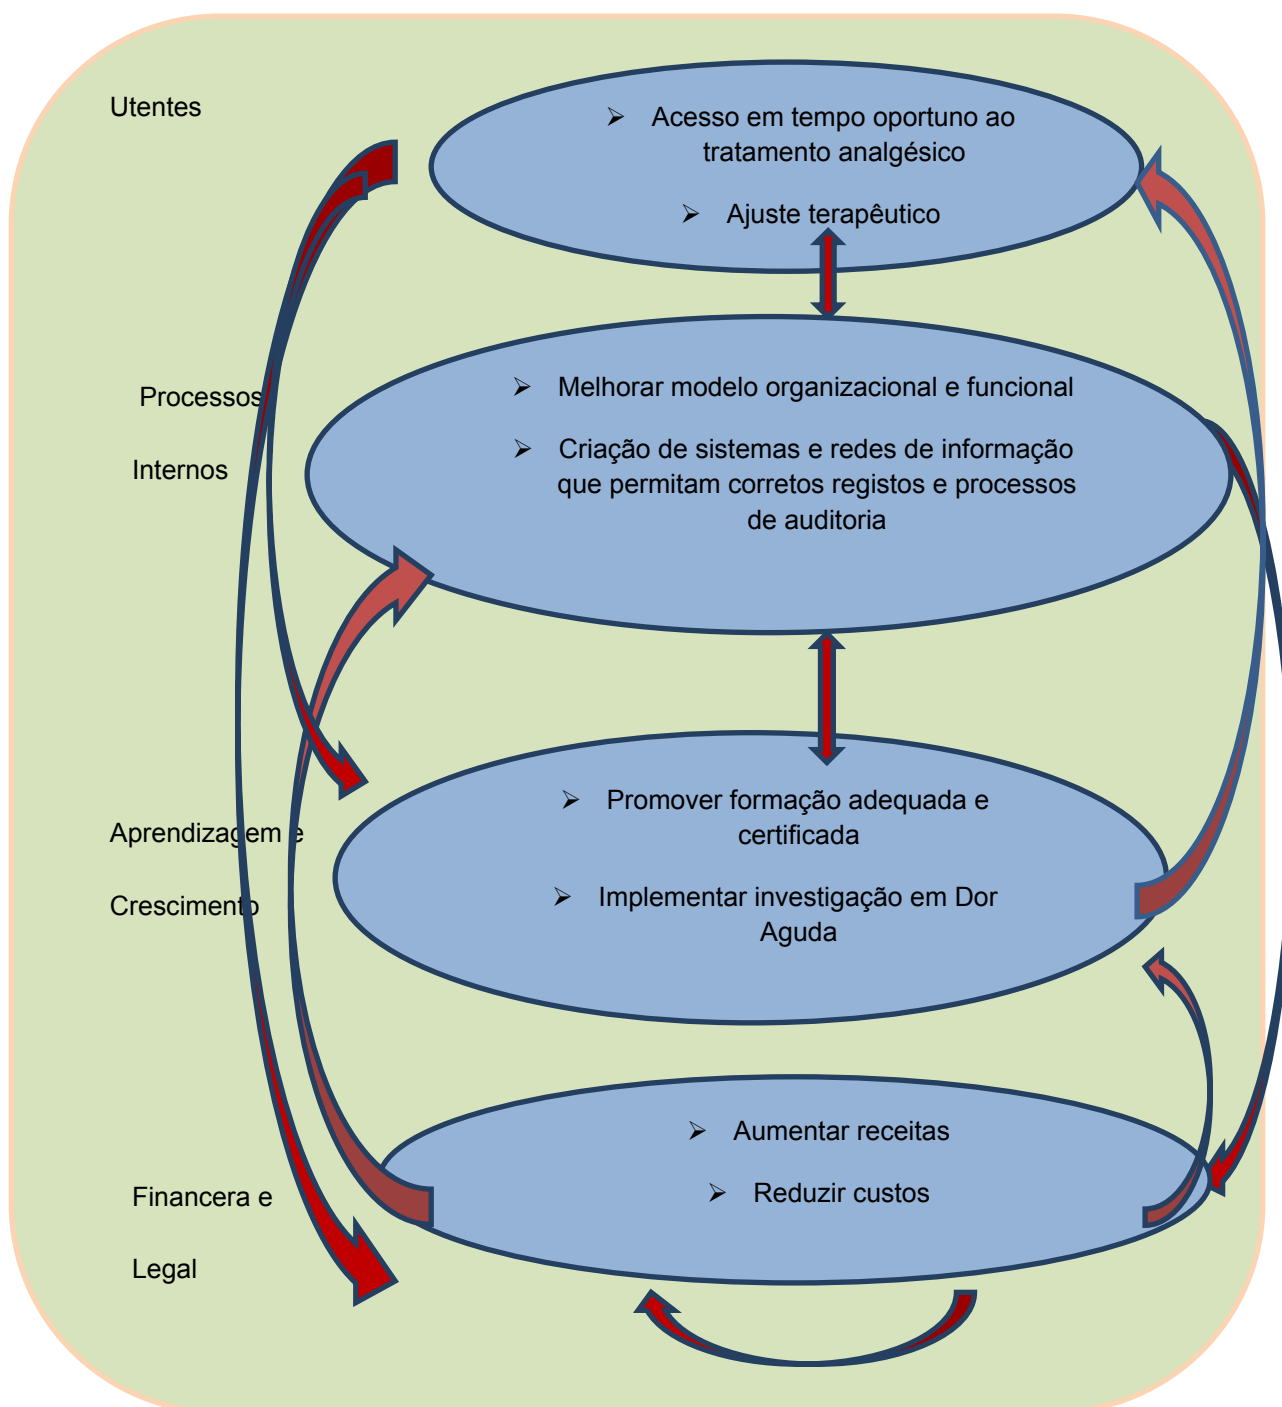 Utentes
➢ Acesso em tempo oportuno ao
tratamento analgésico
➢ Ajuste terapêutico
Processos
Internos
➢ Melhorar modelo organizacional e funcional
➢ Criação de sistemas e redes de informação
que permitam corretos registos e processos
de auditoria
Aprendizagem e
Crescimento
➢ Promover formação adequada e
certificada
➢ Implementar investigação em Dor
Aguda
Financera e
Legal
➢ Aumentar receitas
➢ Reduzir custos